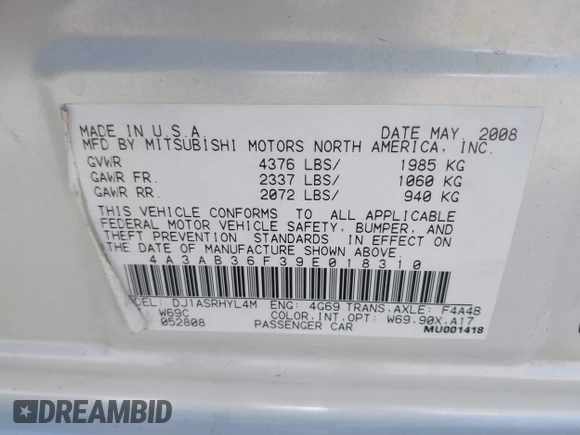 MADE IN U.S.A. DATE MAY, 2008
MFD BY MITSUBISHI MOTORS NORTH AMERICA, INC.
GVWR 4376 LBS/ 1985 KG
GAWR FR. 2337 LBS/ 1060 KG
GAWR RR. 2072 LBS/ 940 KG
THIS VEHICLE CONFORMS TO ALL APPLICABLE
FEDERAL MOTOR VEHICLE SAFETY, BUMPER, AND
THEFT PREVENTION STANDARDS IN EFFECT ON
THE DATE OF MANUFACTURE SHOWN ABOVE.
4A3AB36F39E018310
CEL: DJ1ASRHYL4M ENG: 4G69 TRANS.AXLE: F4A4B
: W69C COLOR.INT.OPT: W69.90X.A17
052808 PASSENGER CAR MU001418
DREAMBID